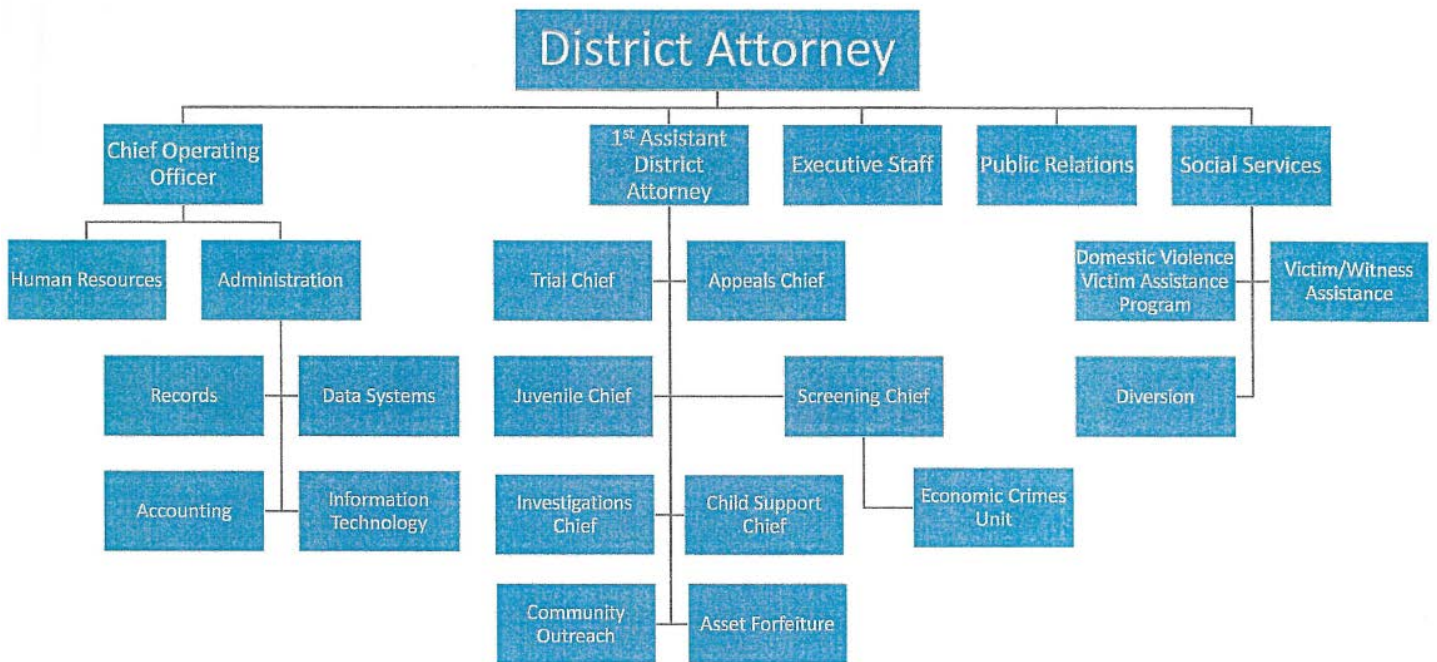 District Attorney
Chief Operating
Officer
1st Assistant
District
Attorney
Executive Staff
Public Relations
Social Services
Human Resources
Administration
Trial Chief
Appeals Chief
Domestic Violence
Victim Assistance
Program
Victim/Witness
Assistance
Records
Data Systems
Juvenile Chief
Screening Chief
Diversion
Accounting
Information
Technology
Investigations
Chief
Child Support
Chief
Economic Crimes
Unit
Community
Outreach
Asset Forfeiture